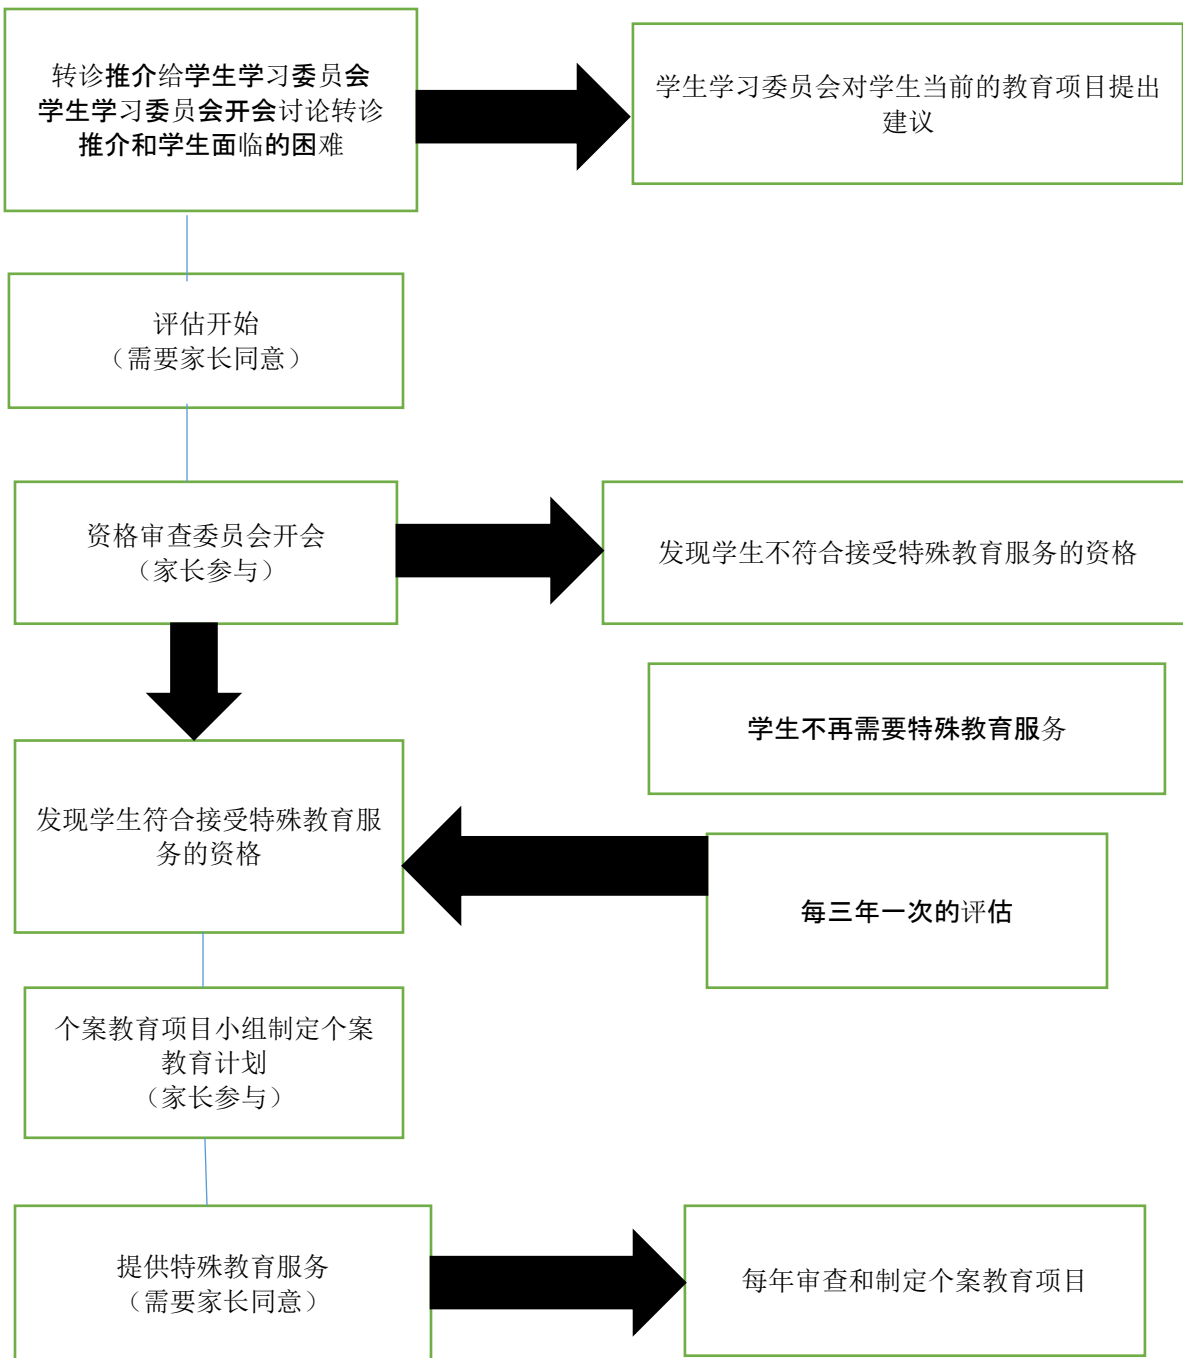 转诊推介给学生学习委员会
学生学习委员会开会讨论转诊
推介和学生面临的困难
学生学习委员会对学生当前的教育项目提出
建议
评估开始
（需要家长同意）
资格审查委员会开会
（家长参与）
发现学生不符合接受特殊教育服务的资格
学生不再需要特殊教育服务
发现学生符合接受特殊教育服
务的资格
每三年一次的评估
个案教育项目小组制定个案
教育计划
（家长参与）
提供特殊教育服务
（需要家长同意）
每年审查和制定个案教育项目